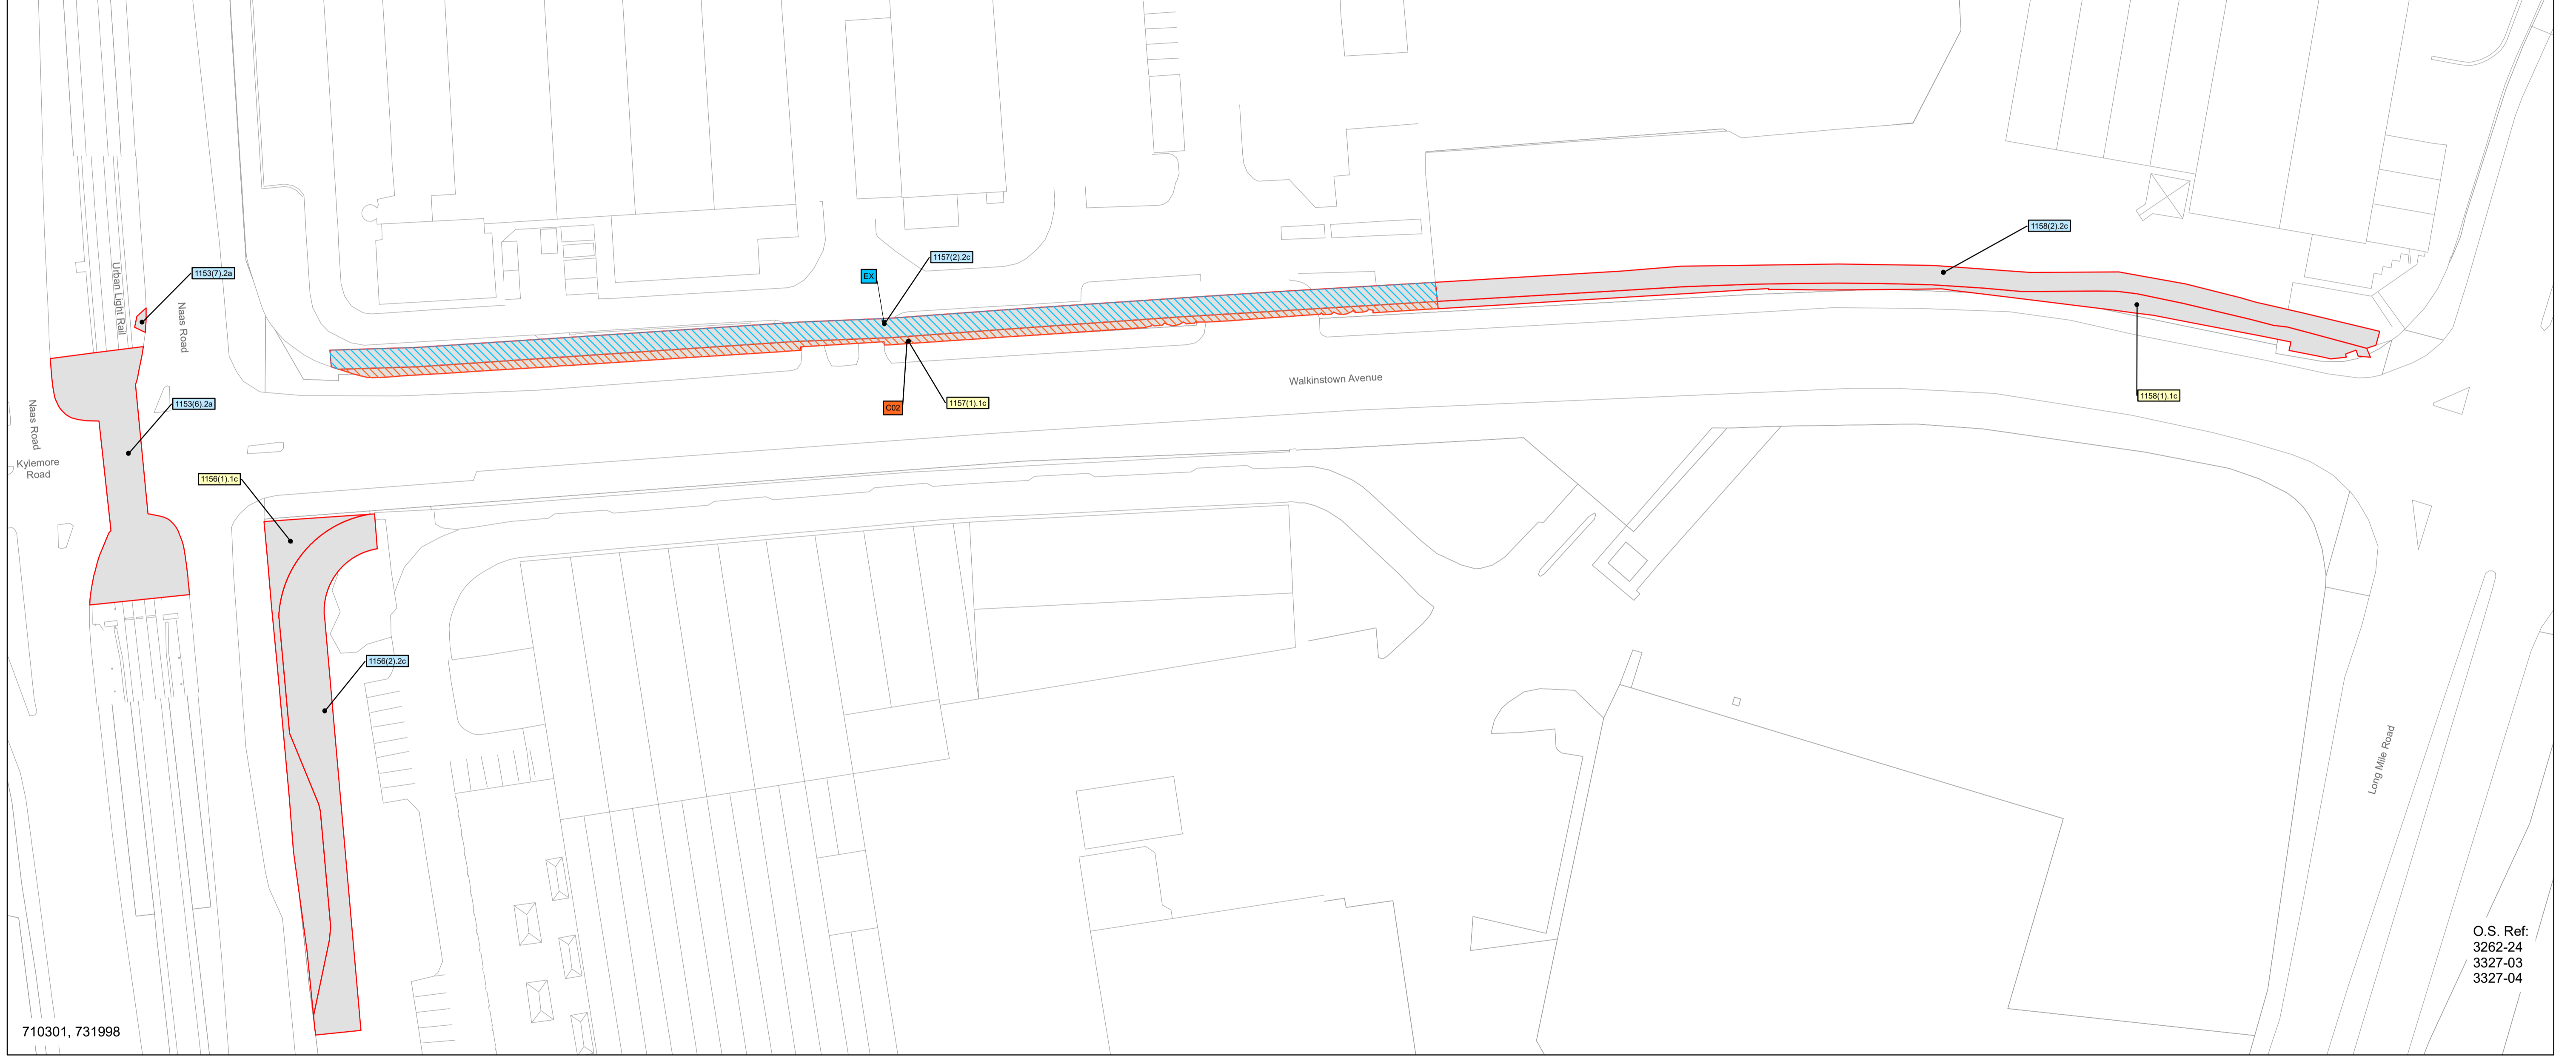 1158(2).2c
1157(2).2c
EX
1153(7).2a
Urban Light Rail
Naas Road
Walkinstown Avenue
1158(1).1c
1157(1).1c
C02
1153(6).2a
Naas Road
Kylemore
Road
1156(1).1c
1156(2).2c
Long Mile Road
O.S. Ref:
3262-24
3327-03
3327-04
710301, 731998